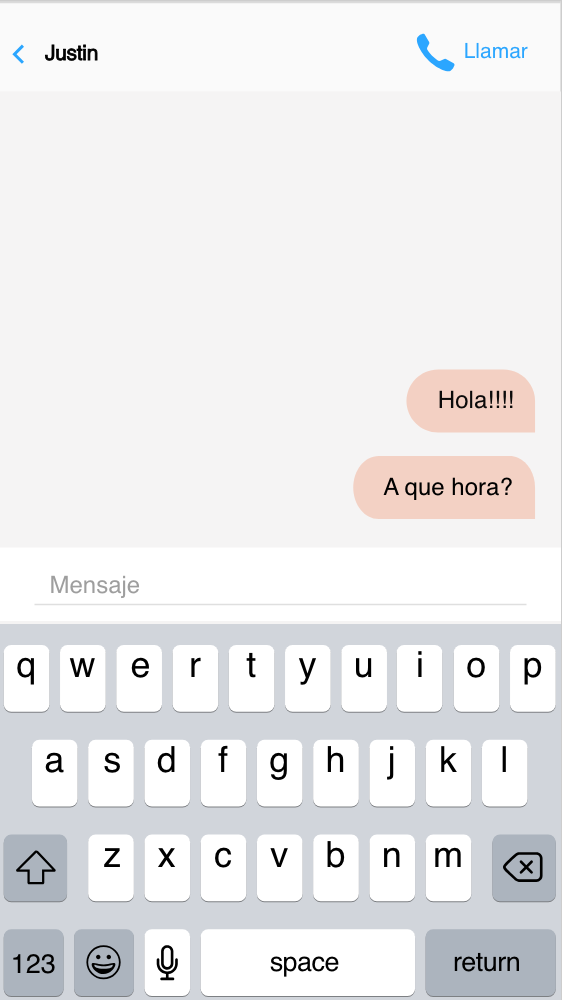 Justin
Llamar
Hola!!!!
A que hora?
Mensaje
q w e r t y u i o p
a s d f g h j k l
z x c v b n m
123 space return